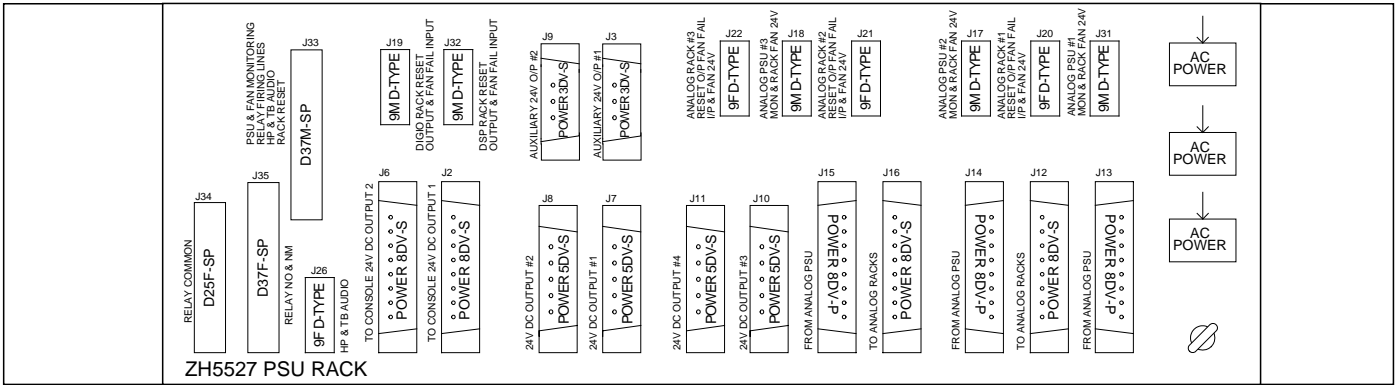 PSU & FAN MONITORING
RELAY FIRING LINES
HP & TB AUDIO
RACK RESET
J33
D37M-SP
J19
9M D-TYPE
DIGIO RACK RESET
OUTPUT & FAN FAIL INPUT
J32
9M D-TYPE
DSP RACK RESET
OUTPUT & FAN FAIL INPUT
AUXILIARY 24V O/P #2
J9
POWER 3DV-S
AUXILIARY 24V O/P #1
J3
POWER 3DV-S
ANALOG RACK #3
RESET O/P FAN FAIL
I/P & FAN 24V
J22
9F D-TYPE
ANALOG PSU #3
MON & RACK FAN 24V
J18
9M D-TYPE
ANALOG RACK #2
RESET O/P FAN FAIL
I/P & FAN 24V
J21
9F D-TYPE
ANALOG PSU #2
MON & RACK FAN 24V
J17
9M D-TYPE
ANALOG RACK #1
RESET O/P FAN FAIL
I/P & FAN 24V
J20
9F D-TYPE
ANALOG PSU #1
MON & RACK FAN 24V
J31
9M D-TYPE
AC
POWER
AC
POWER
AC
POWER
RELAY COMMON
J34
D25F-SP
J35
D37F-SP
RELAY NO & NM
J26
9F D-TYPE
HP & TB AUDIO
TO CONSOLE 24V DC OUTPUT 2
J6
POWER 8DV-S
TO CONSOLE 24V DC OUTPUT 1
J2
POWER 8DV-S
24V DC OUTPUT #2
J8
POWER 5DV-S
24V DC OUTPUT #1
J7
POWER 5DV-S
24V DC OUTPUT #4
J11
POWER 5DV-S
24V DC OUTPUT #3
J10
POWER 5DV-S
FROM ANALOG PSU
J15
POWER 8DV-P
TO ANALOG RACKS
J16
POWER 8DV-S
FROM ANALOG PSU
J14
POWER 8DV-P
TO ANALOG RACKS
J12
POWER 8DV-S
FROM ANALOG PSU
J13
POWER 8DV-P
ZH5527 PSU RACK